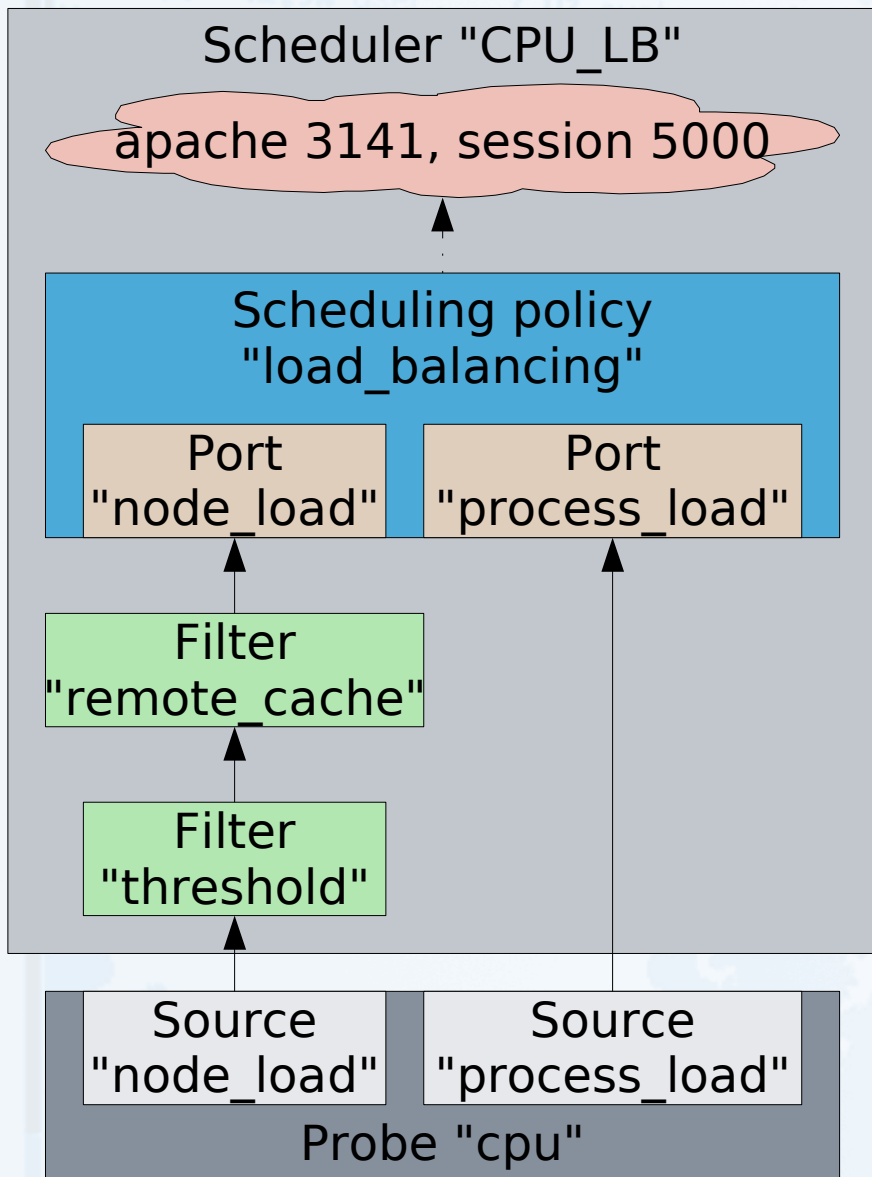 Scheduler "CPU_LB"
apache 3141, session 5000
Scheduling policy
"load_balancing"
Port
"node_load"
Port
"process_load"
Filter
"remote_cache"
Filter
"threshold"
Source
"node_load"
Source
"process_load"
Probe "cpu"